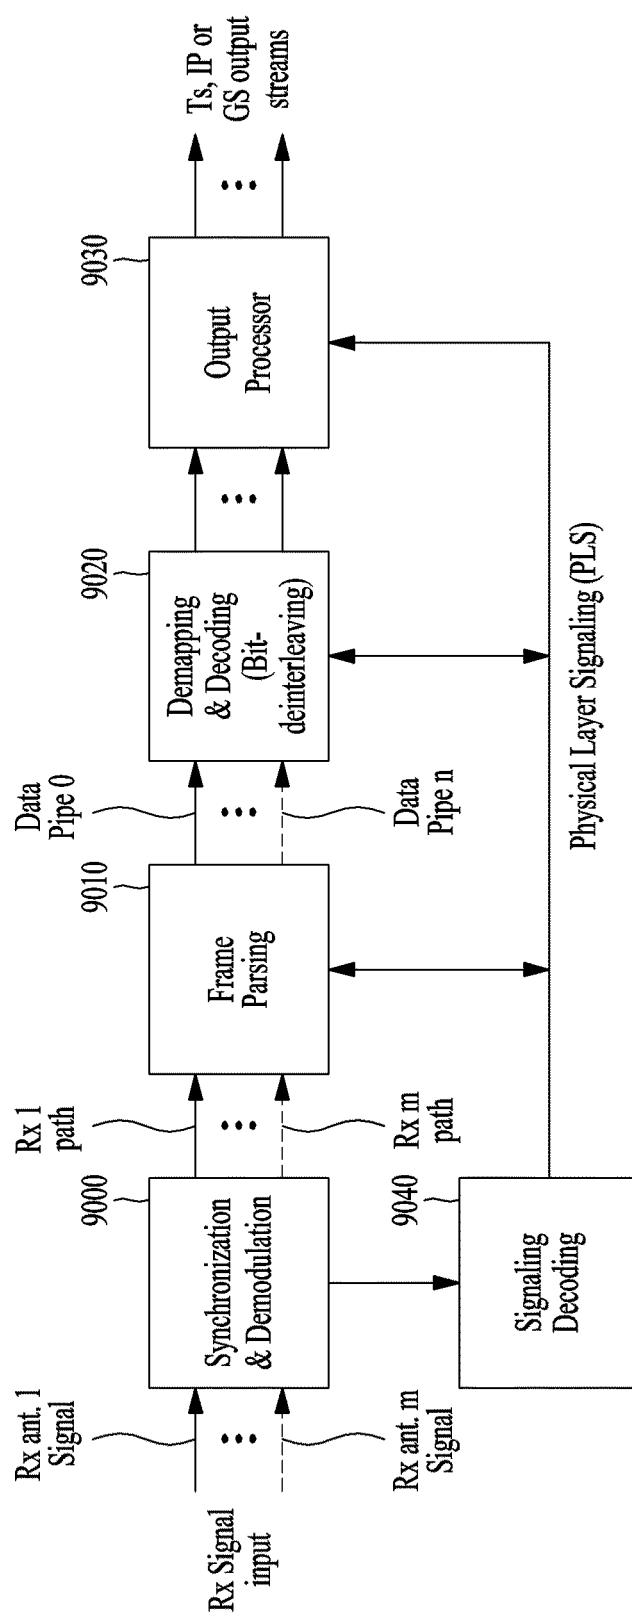 Rx Signal
input
Rx ant. 1
Signal
Rx ant. m
Signal
9000
Synchronization
& Demodulation
Rx 1
path
Rx m
path
9010
Frame
Parsing
Data
Pipe 0
Data
Pipe n
9020
Demapping
& Decoding
(Bit-
deinterleaving)
9030
Output
Processor
Ts, IP or
GS output
streams
9040
Signaling
Decoding
Physical Layer Signaling (PLS)